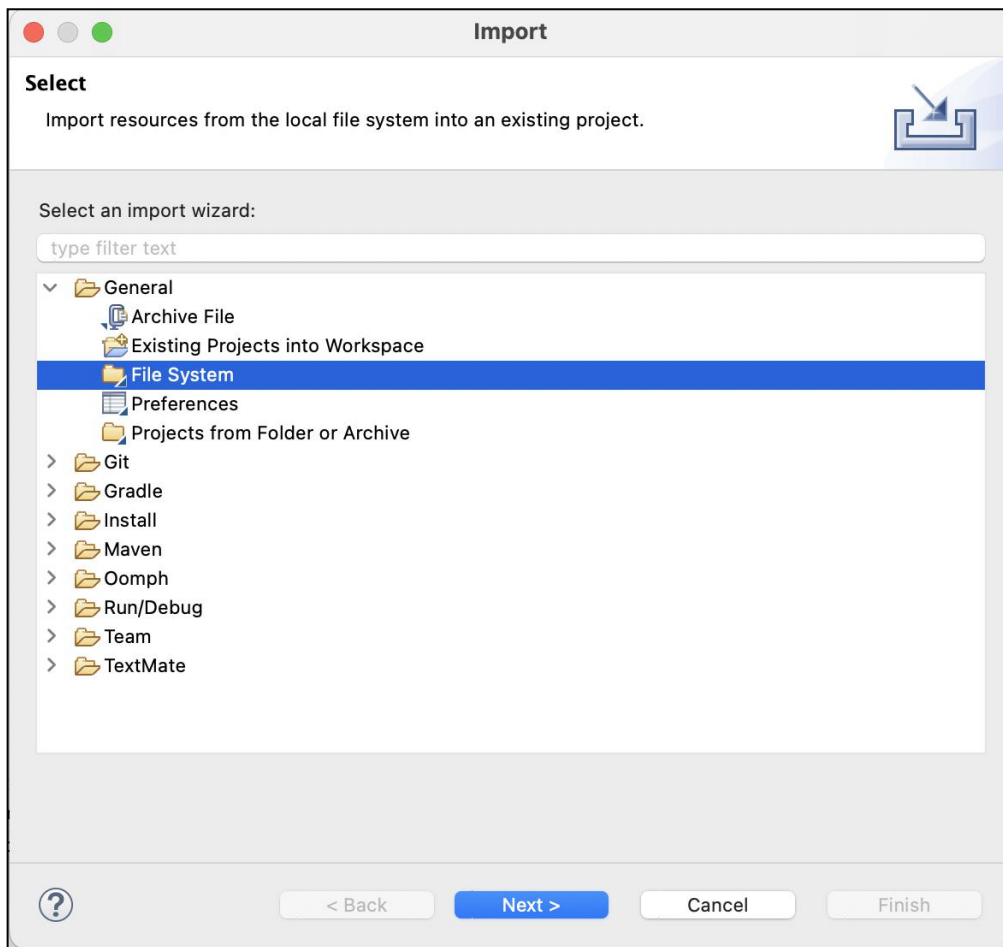 Import
Select
Import resources from the local file system into an existing project.
Select an import wizard:
type filter text
General
Archive File
Existing Projects into Workspace
File System
Preferences
Projects from Folder or Archive
Git
Gradle
Install
Maven
Oomph
Run/Debug
Team
TextMate
?
< Back
Next >
Cancel
Finish